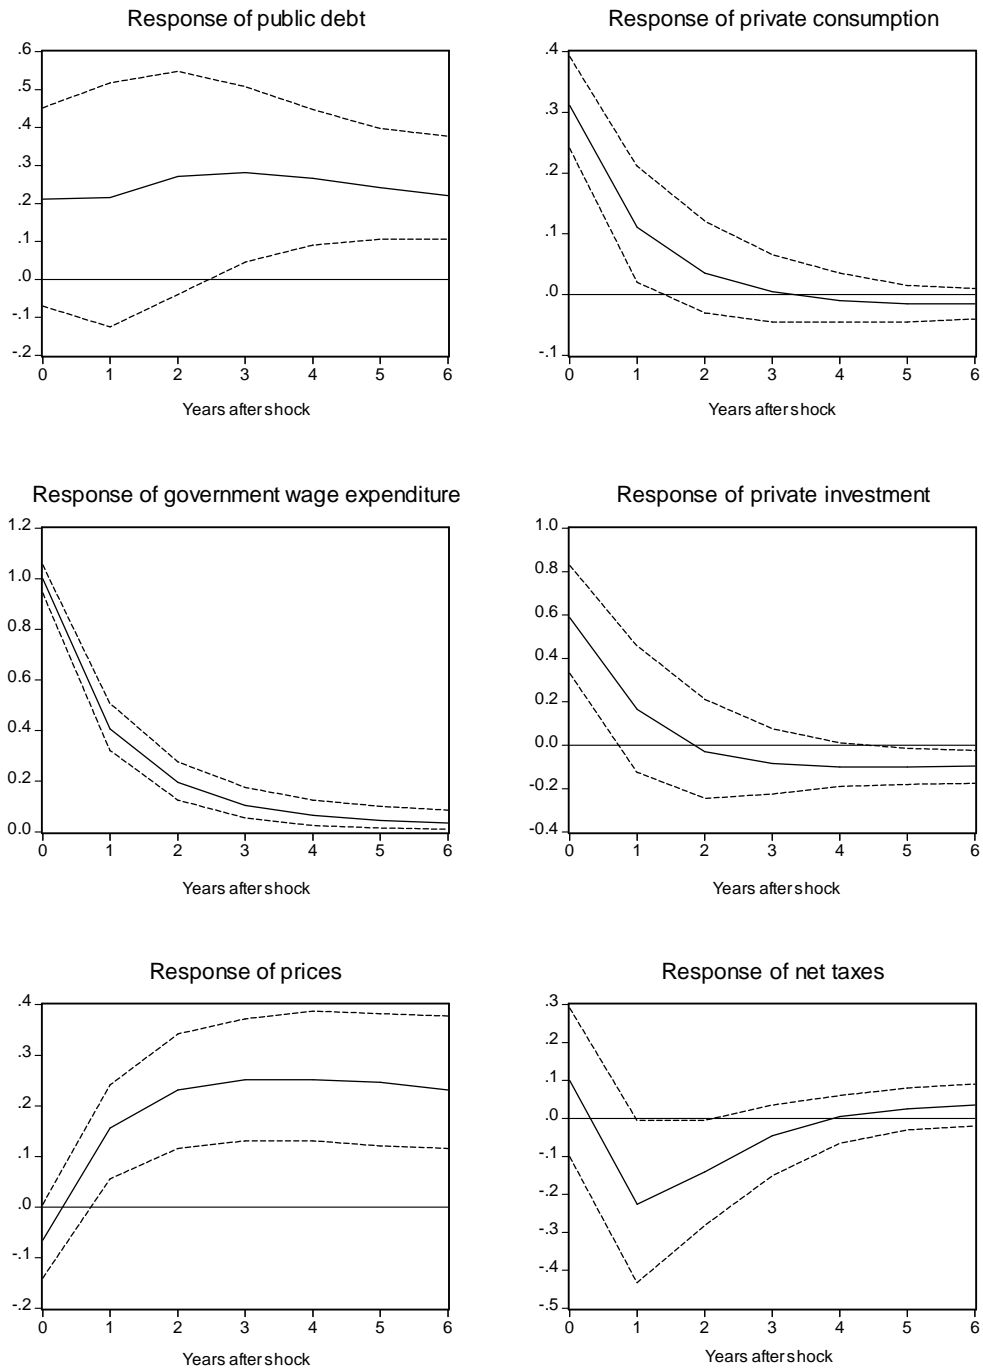 Response of public debt
.6
.5
.4
.3
.2
.1
.0
-.1
-.2
0 1 2 3 4 5 6
Years after shock
Response of private consumption
.4
.3
.2
.1
.0
-.1
0 1 2 3 4 5 6
Years after shock
Response of government wage expenditure
1.2
1.0
0.8
0.6
0.4
0.2
0.0
0 1 2 3 4 5 6
Years after shock
Response of private investment
1.0
0.8
0.6
0.4
0.2
0.0
-0.2
-0.4
0 1 2 3 4 5 6
Years after shock
Response of prices
.4
.3
.2
.1
.0
-.1
-.2
0 1 2 3 4 5 6
Years after shock
Response of net taxes
.3
.2
.1
.0
-.1
-.2
-.3
-.4
-.5
0 1 2 3 4 5 6
Years after shock